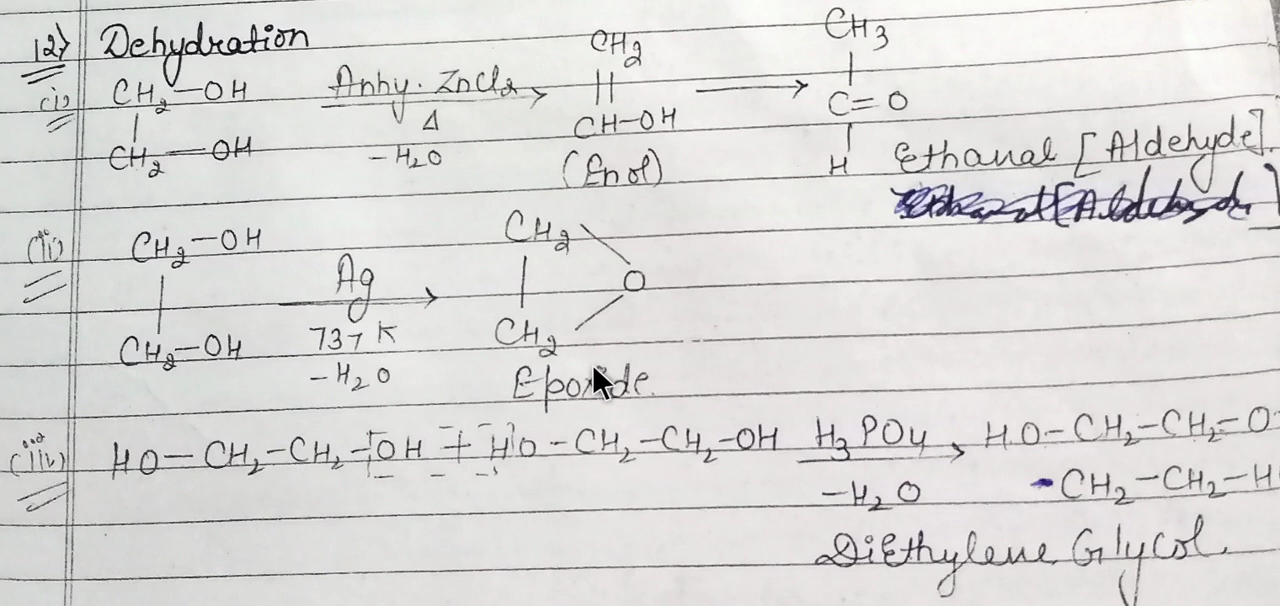 12) Dehydration
(i) CH2-OH Anhy. ZnCl2 CH2 CH3
| Δ || |
CH2-OH -H2O CH-OH C=O
(Enol) | 
H Ethanal [Aldehyde].
(ii) CH2-OH Ag CH2
| 737 K | O
CH2-OH -H2O CH2
Epoxide
(iii) HO-CH2-CH2-OH + HO-CH2-CH2-OH H3PO4 → HO-CH2-CH2-O
-H2O -CH2-CH2-H
DiEthylene Glycol.